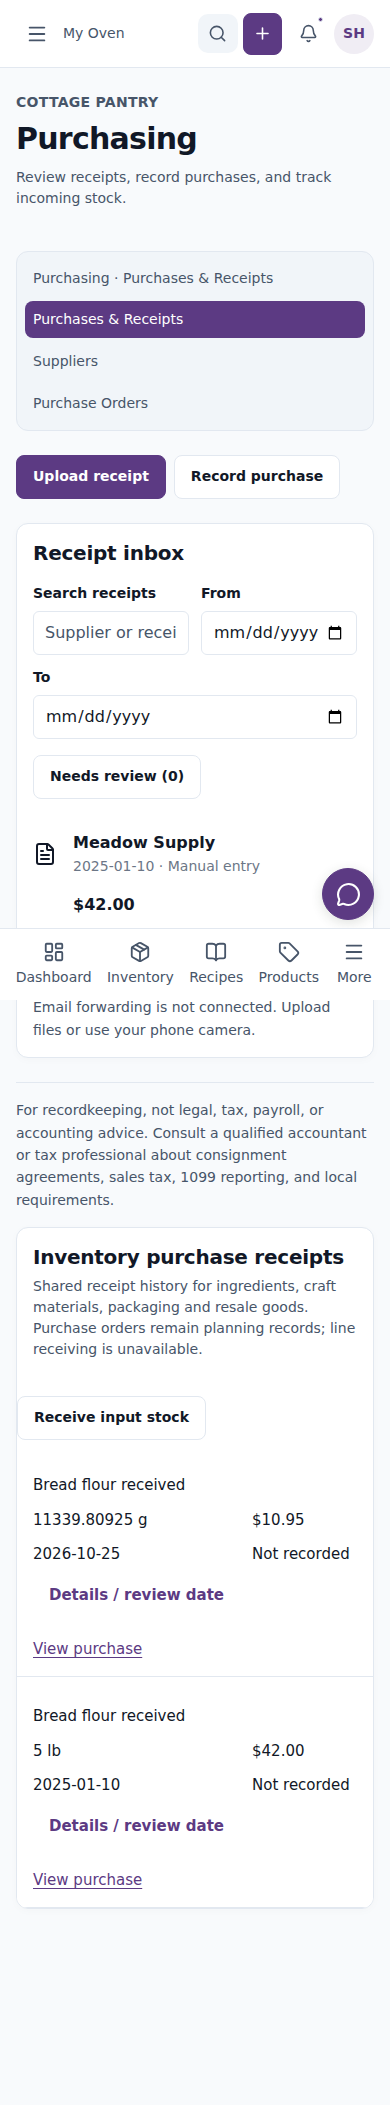 My Oven
SH
COTTAGE PANTRY
Purchasing
Review receipts, record purchases, and track
incoming stock.
Purchasing · Purchases & Receipts
Purchases & Receipts
Suppliers
Purchase Orders
Upload receipt
Record purchase
Receipt inbox
Search receipts
From
Supplier or recei
mm/dd/yyyy
To
mm/dd/yyyy
Needs review (0)
Meadow Supply
2025-01-10 · Manual entry
$42.00
Dashboard
Inventory
Recipes
Products
More
Email forwarding is not connected. Upload
files or use your phone camera.
For recordkeeping, not legal, tax, payroll, or
accounting advice. Consult a qualified accountant
or tax professional about consignment
agreements, sales tax, 1099 reporting, and local
requirements.
Inventory purchase receipts
Shared receipt history for ingredients, craft
materials, packaging and resale goods.
Purchase orders remain planning records; line
receiving is unavailable.
Receive input stock
Bread flour received
11339.80925 g
$10.95
2026-10-25
Not recorded
Details / review date
View purchase
Bread flour received
5 lb
$42.00
2025-01-10
Not recorded
Details / review date
View purchase